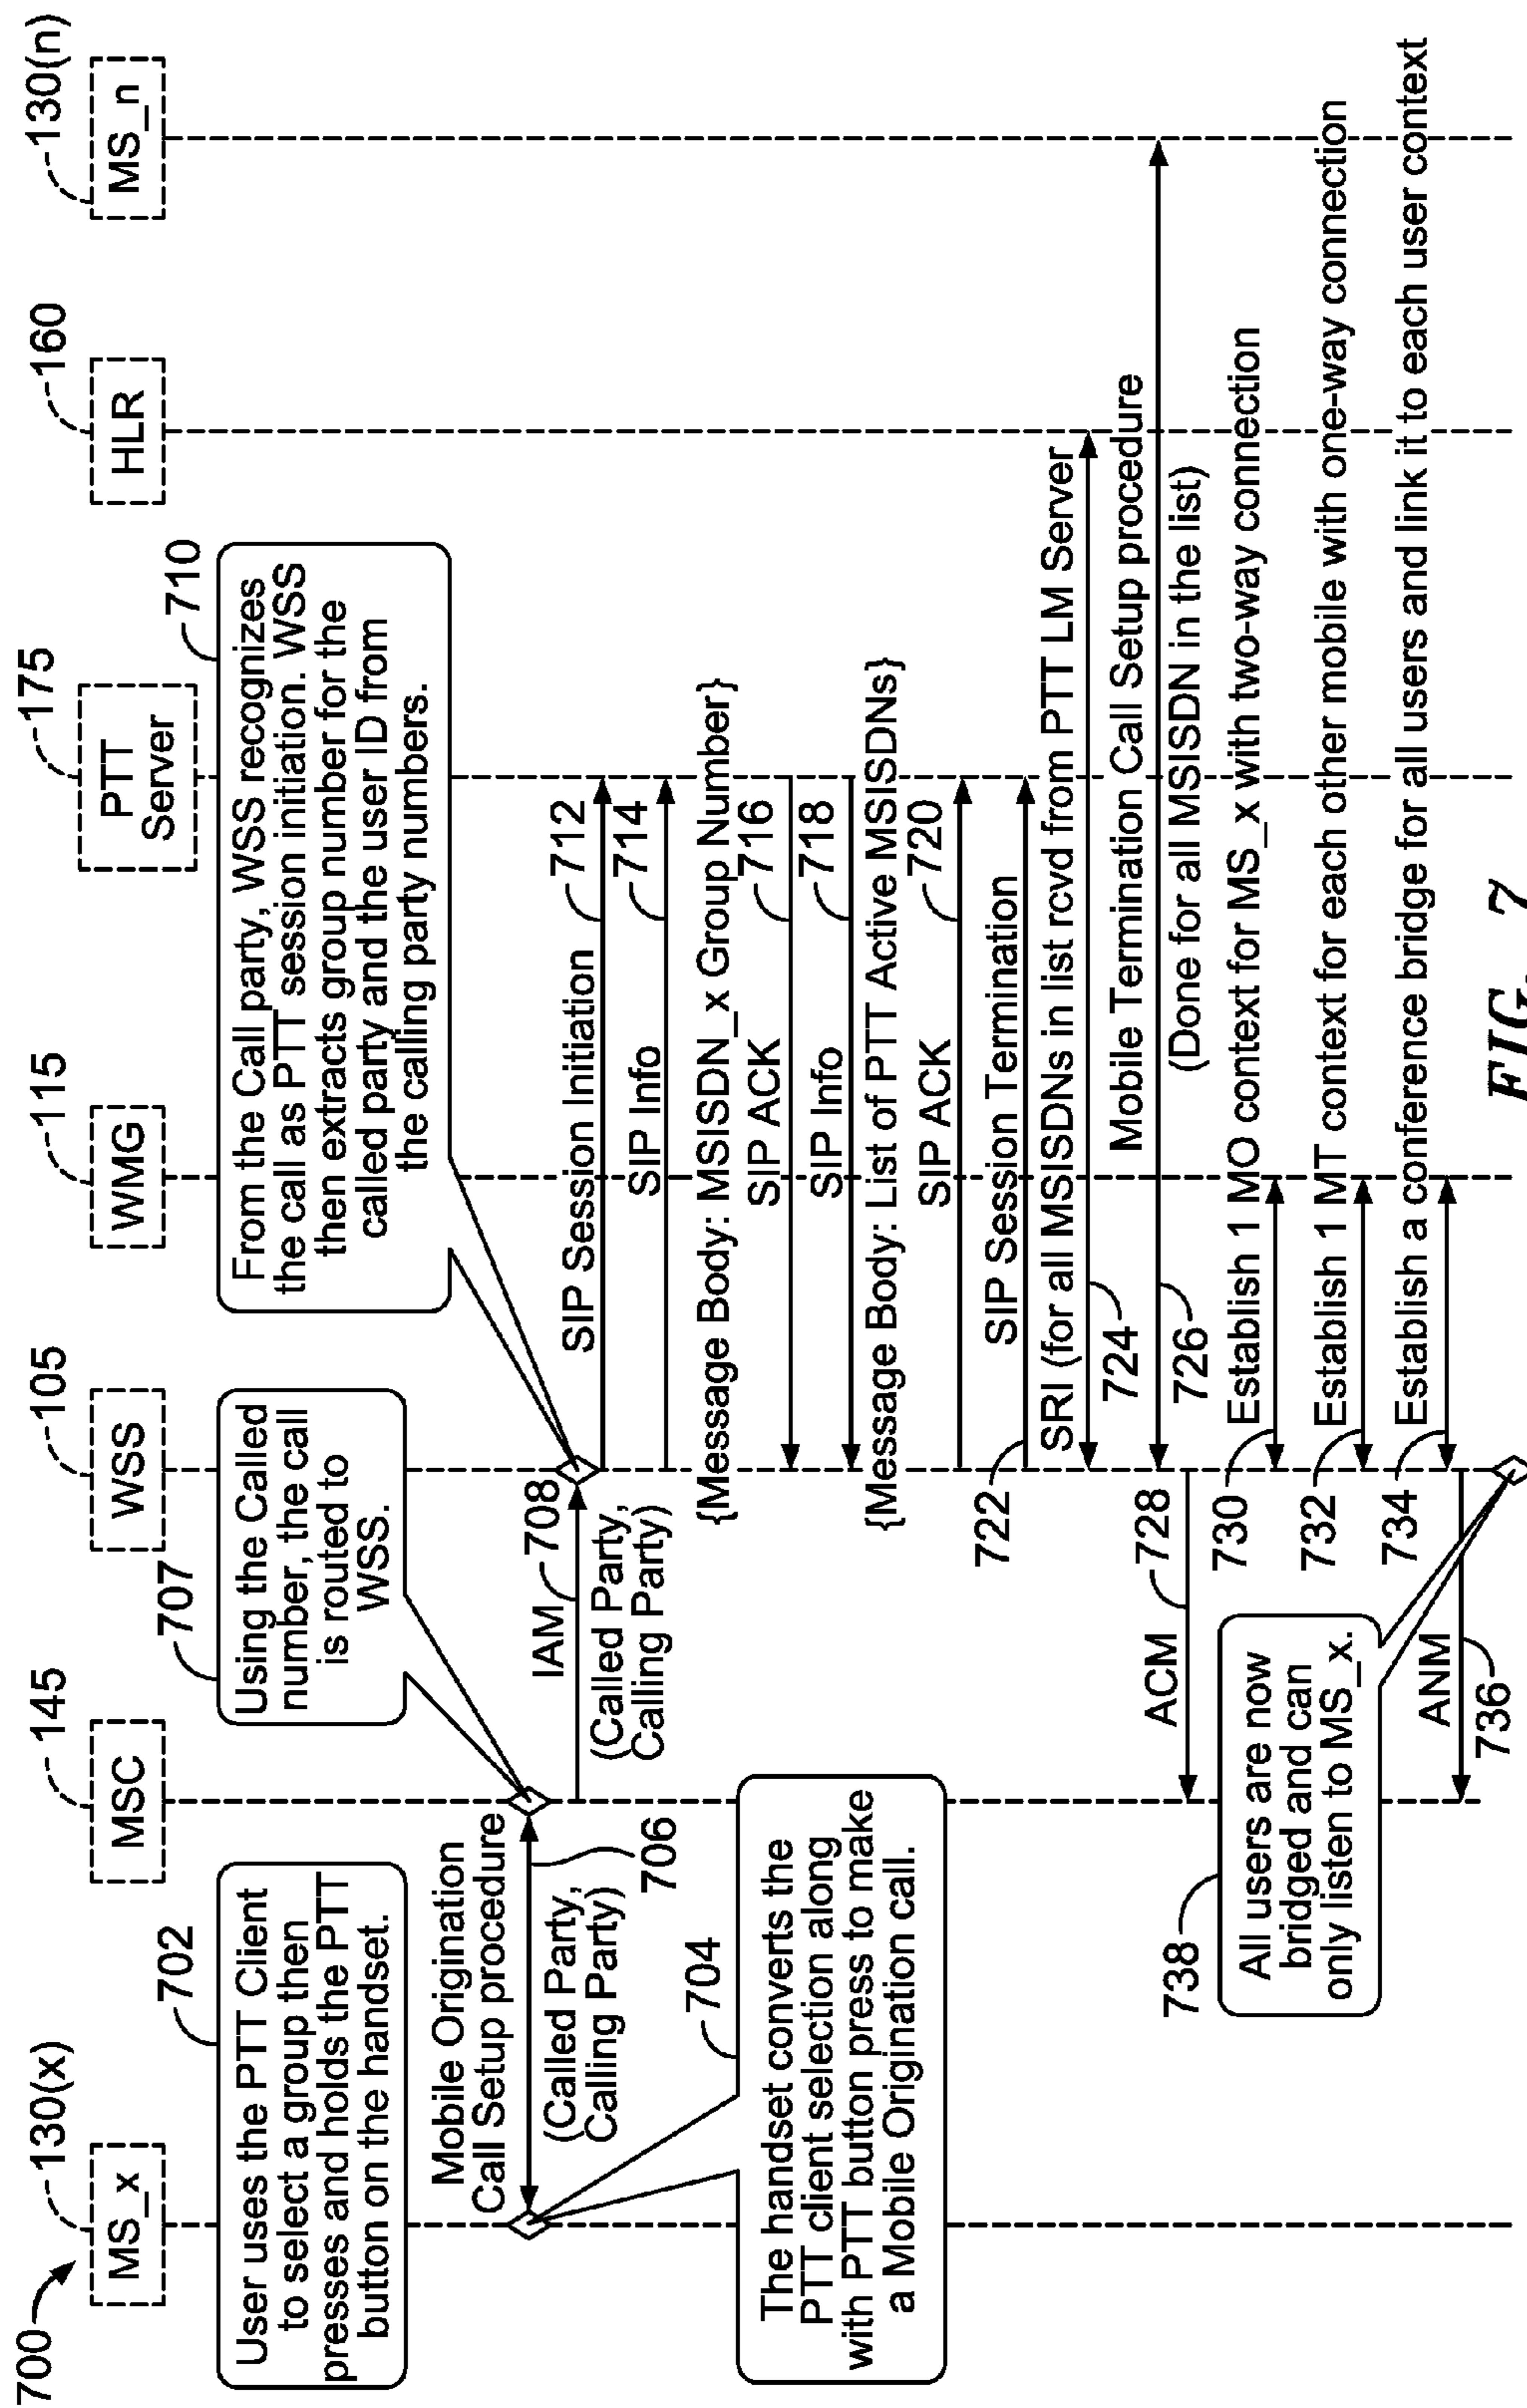 700
MS_x
130(x)
MSC
145
WSS
105
WMG
115
PTT
Server
175
HLR
160
MS_n
130(n)
702
User uses the PTT Client
to select a group then
presses and holds the PTT
button on the handset.
707
Using the Called
number, the call
is routed to
WSS.
710
From the Call party, WSS recognizes
the call as PTT session initiation. WSS
then extracts group number for the
called party and the user ID from
the calling party numbers.
Mobile Origination
Call Setup procedure
(Called Party,
Calling Party)
706
704
The handset converts the
PTT client selection along
with PTT button press to make
a Mobile Origination call.
IAM
708
(Called Party,
Calling Party)
SIP Session Initiation
712
SIP Info
714
{Message Body: MSISDN_x Group Number}
SIP ACK
716
SIP Info
718
{Message Body: List of PTT Active MSISDNs}
SIP ACK
720
SIP Session Termination
722
SRI (for all MSISDNs in list rcvd from PTT LM Server
724
Mobile Termination Call Setup procedure
726
(Done for all MSISDN in the list)
ACM
728
Establish 1 MO context for MS_x with two-way connection
730
Establish 1 MT context for each other mobile with one-way connection
732
Establish a conference bridge for all users and link it to each user context
734
ANM
736
738
All users are now
bridged and can
only listen to MS_x.
FIG. 7